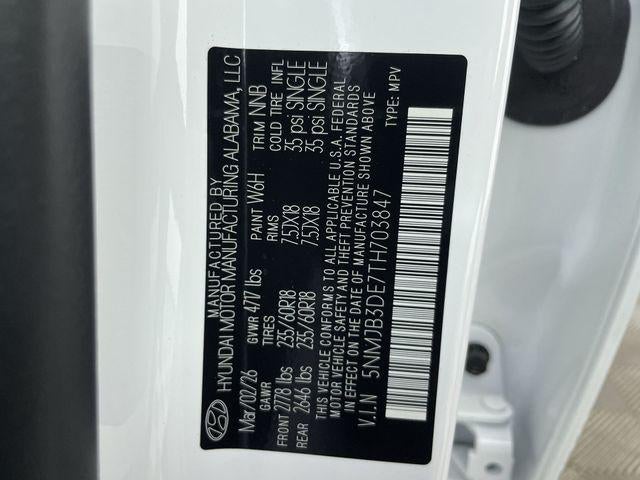 MANUFACTURED BY
HYUNDAI MOTOR MANUFACTURING ALABAMA, LLC
Mar/02/26 GVWR 4717 lbs PAINT W6H TRIM NNB
GAWR TIRES RIMS COLD TIRE INFL
FRONT 2778 lbs 235/60R18 7.5JX18 35 psi SINGLE
REAR 2646 lbs 235/60R18 7.5JX18 35 psi SINGLE
THIS VEHICLE CONFORMS TO ALL APPLICABLE U.S.A. FEDERAL
MOTOR VEHICLE SAFETY AND THEFT PREVENTION STANDARDS
IN EFFECT ON THE DATE OF MANUFACTURE SHOWN ABOVE
V.I.N 5NMJB3DE7TH703847 TYPE: MPV